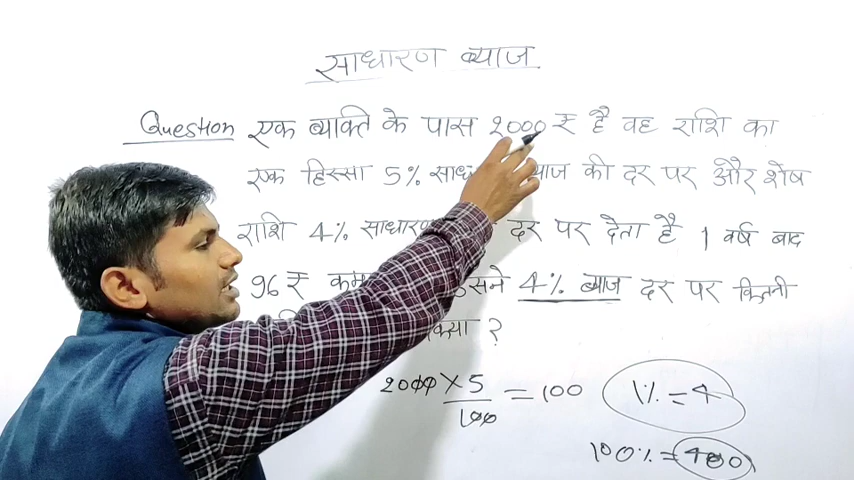 साधारण ब्याज
Question एक ब्यक्ति के पास 2000 ₹ है वह राशि का
एक हिस्सा 5% की दर पर और शेष
राशि 4% दर पर देता है 1 वर्ष बाद
96 ₹ 4% ब्याज दर पर कितनी
?
2000 × 5 = 100 1% = 4
100
100% = 400